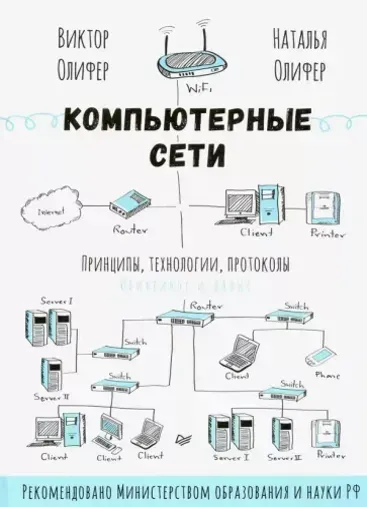 Виктор
Олифер
Наталья
Олифер
WiFi
КОМПЬЮТЕРНЫЕ
СЕТИ
Internet
Router
Client
Printer
Принципы, технологии, протоколы
Server I
Router
Switch
Switch
Server II
Switch
Client
Phone
Switch
Client
Client
Client
Server I
Server II
Printer
Рекомендовано Министерством образования и науки РФ